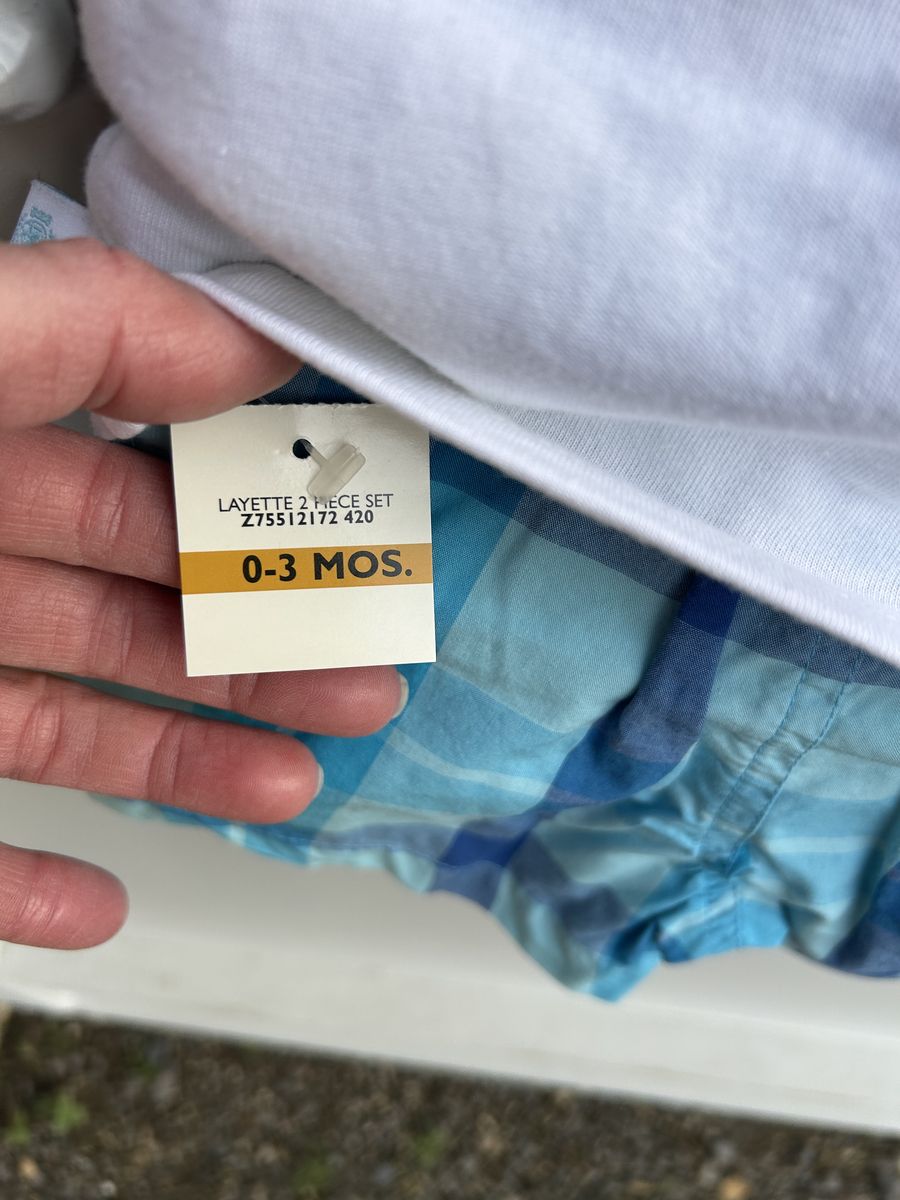 LAYETTE 2 PIECE SET
Z75512172 420
0-3 MOS.